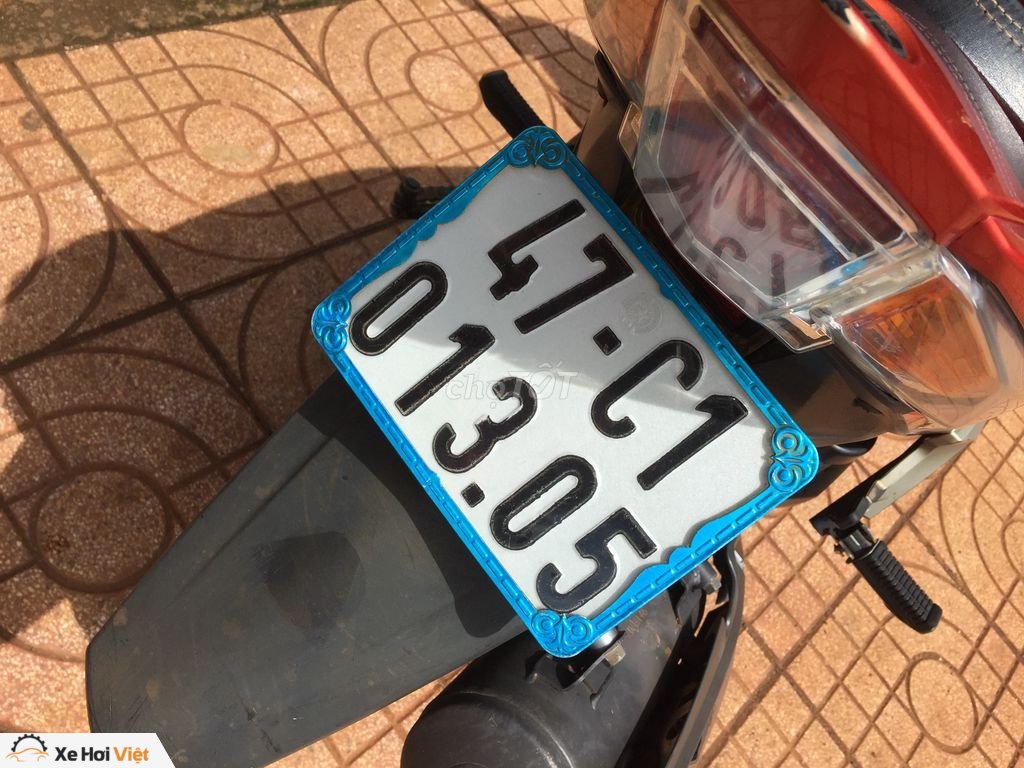 47-C1
013.05
chợTỐT
Xe Hơi Việt